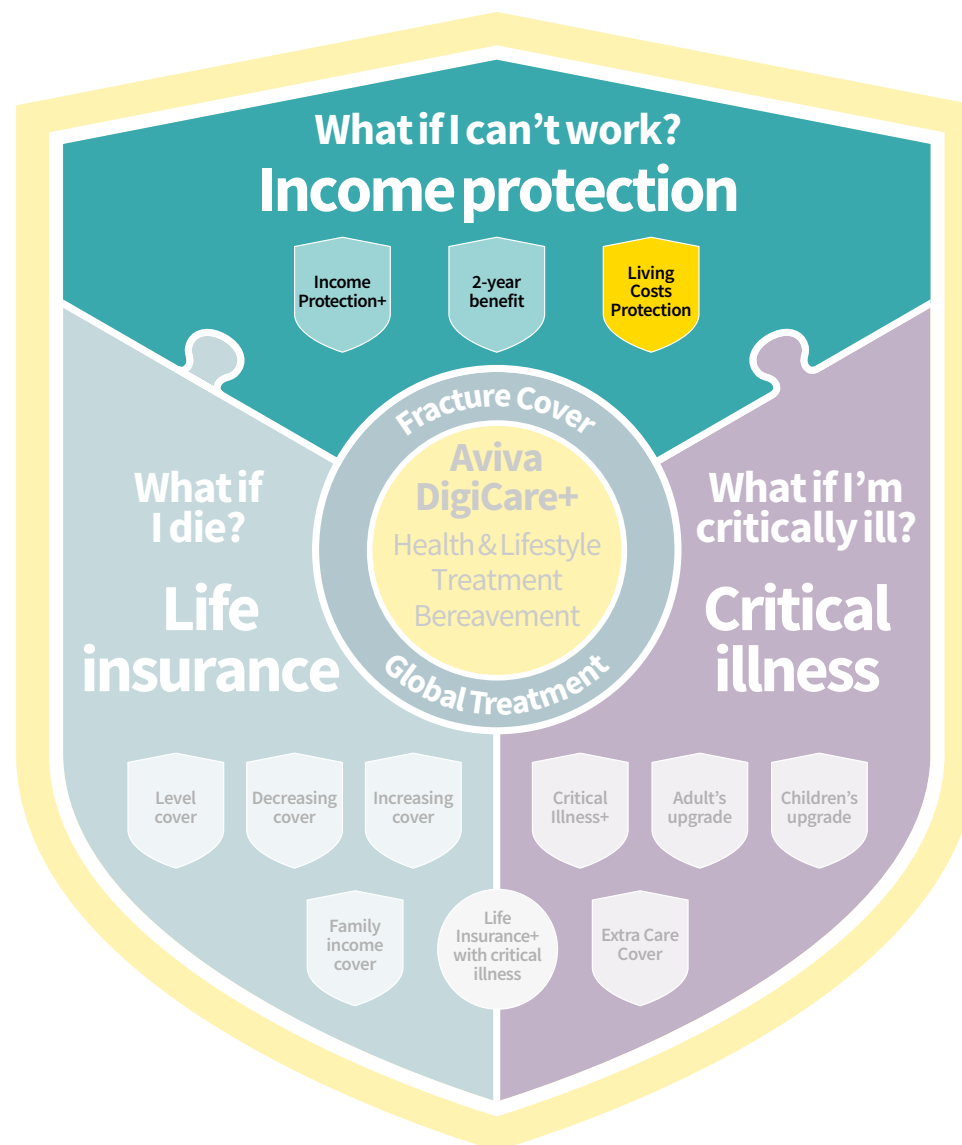 What if I can't work?
Income protection
Income
Protection+
2-year
benefit
Living
Costs
Protection
Fracture Cover
Aviva
DigiCare+
Health & Lifestyle
Treatment
Bereavement
Global Treatment
What if
I die?
Life
insurance
What if I'm
critically ill?
Critical
illness
Level
cover
Decreasing
cover
Increasing
cover
Critical
Illness+
Adult's
upgrade
Children's
upgrade
Family
income
cover
Life
Insurance+
with critical
illness
Extra Care
Cover